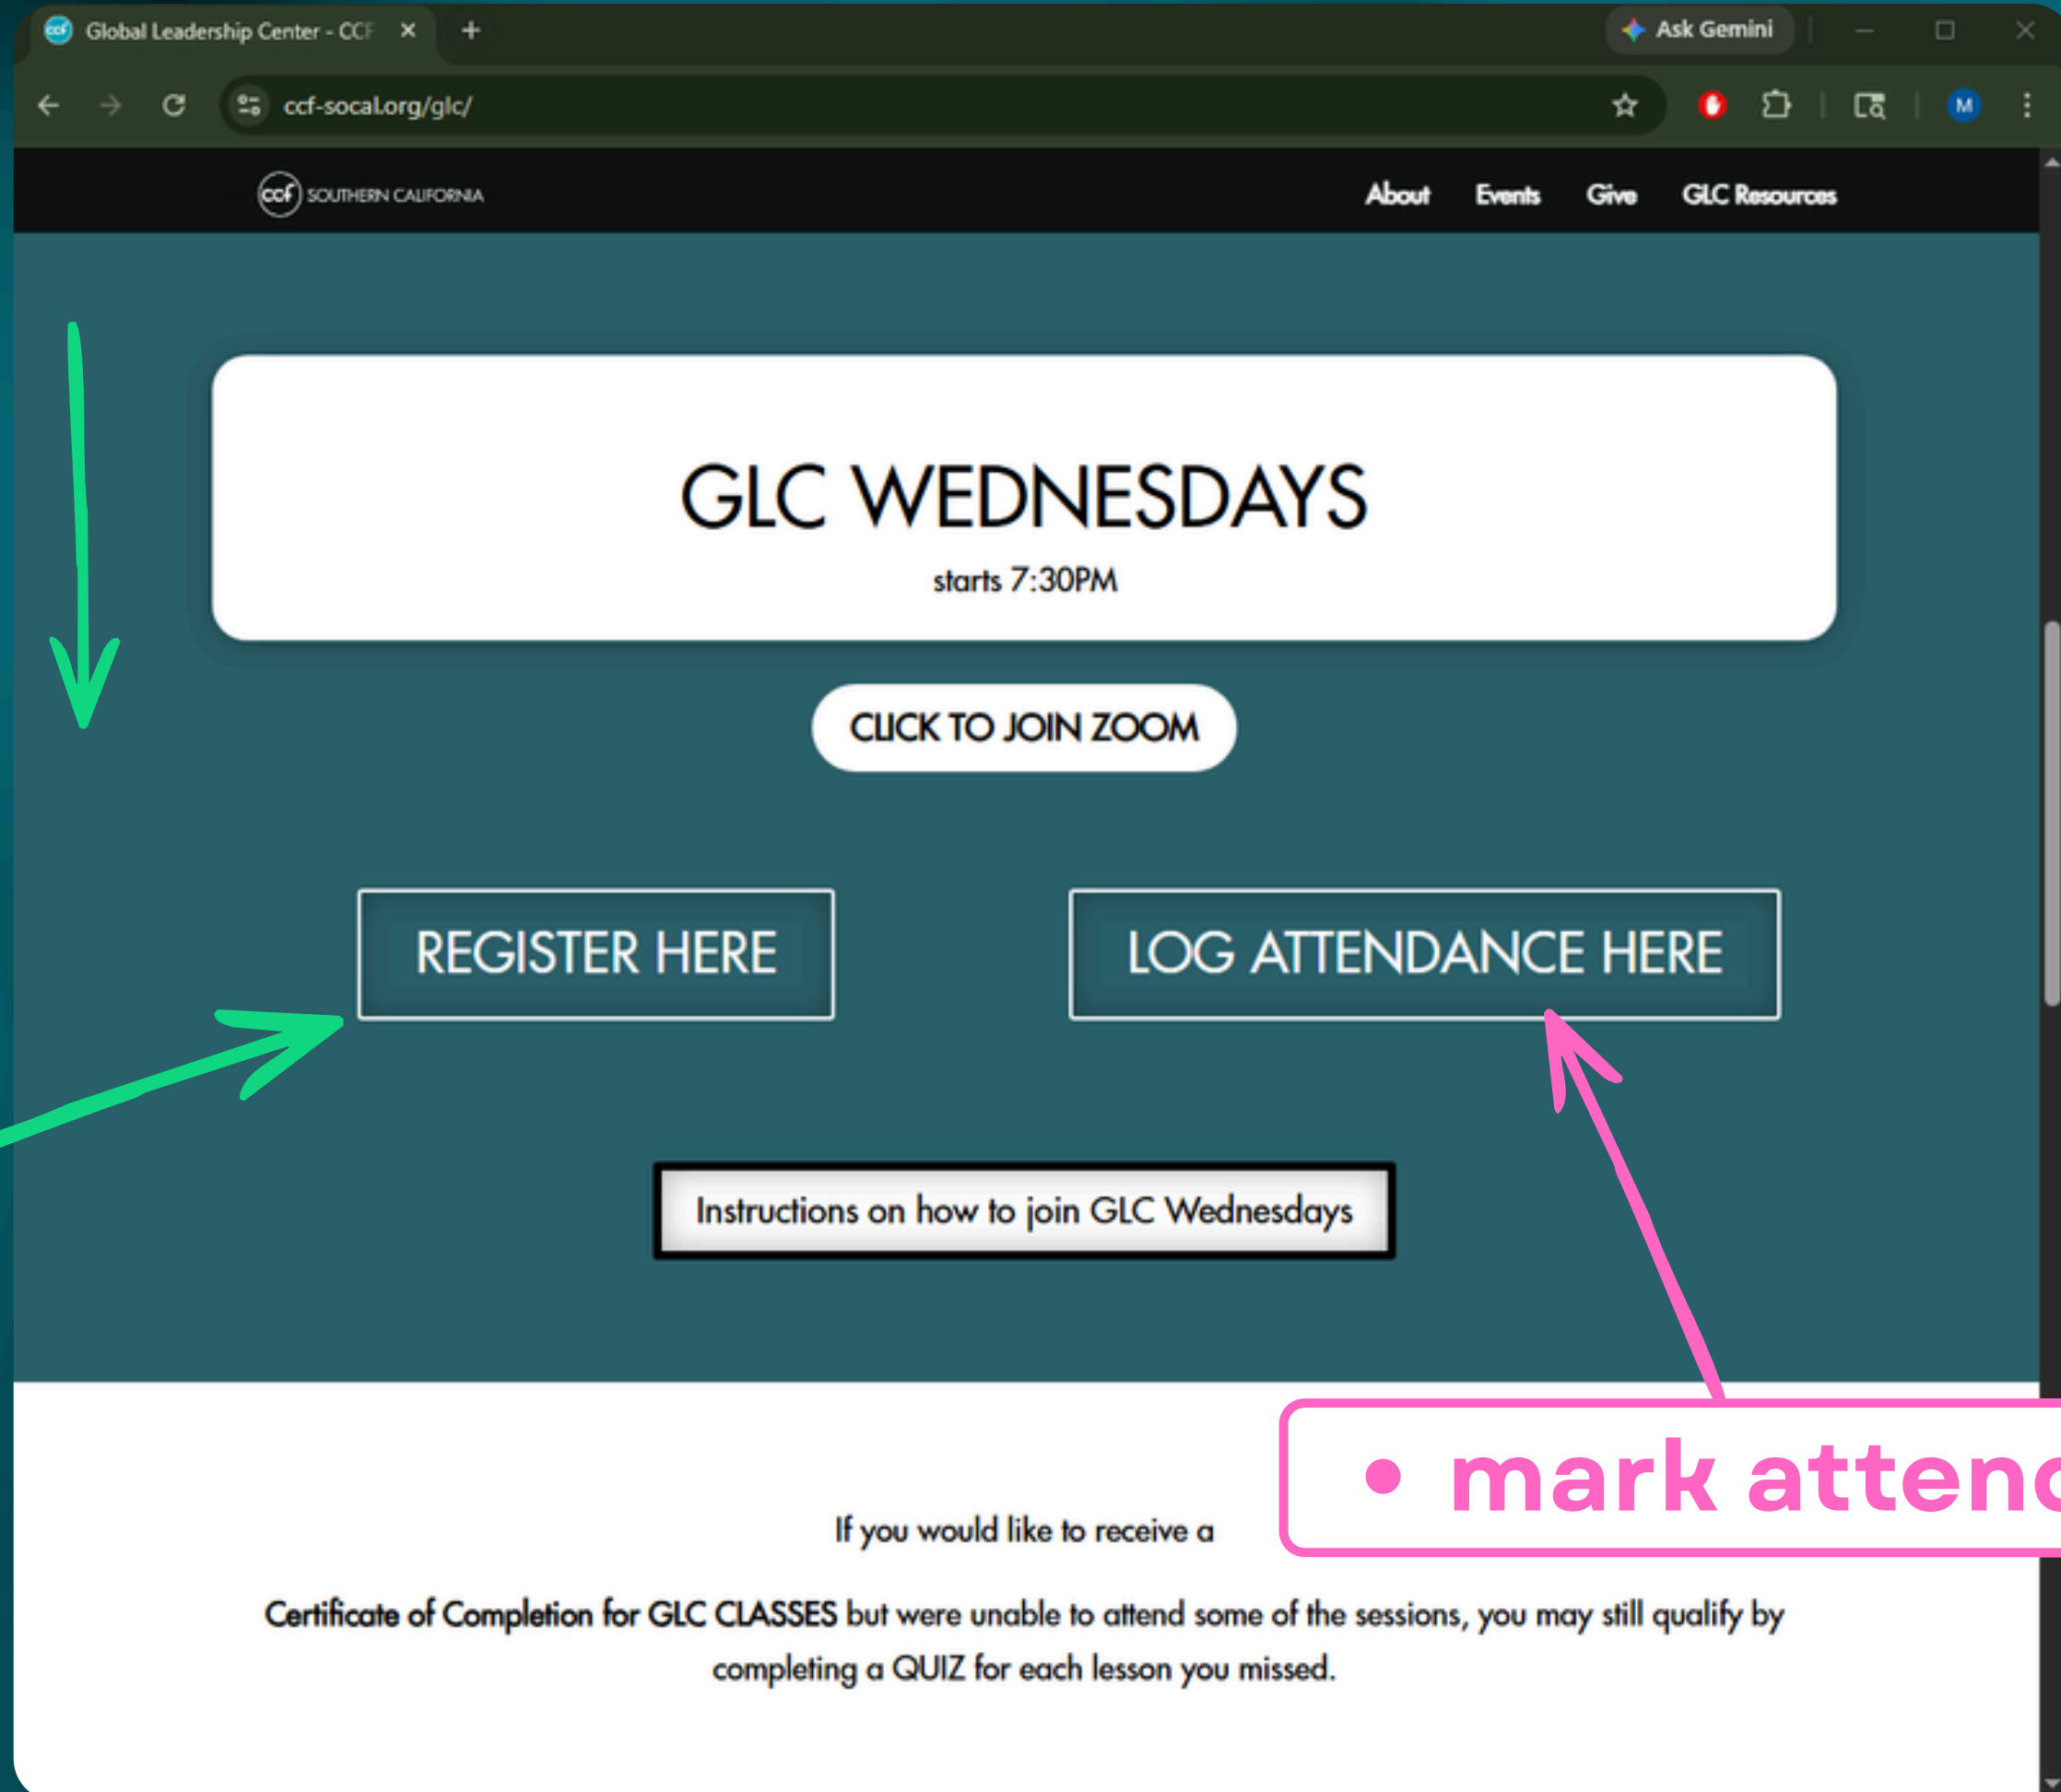 Global Leadership Center - CCF
Ask Gemini
ccf-socal.org/glc/
M
ccf SOUTHERN CALIFORNIA
About Events Give GLC Resources
GLC WEDNESDAYS
starts 7:30PM
CLICK TO JOIN ZOOM
REGISTER HERE
LOG ATTENDANCE HERE
Instructions on how to join GLC Wednesdays
• mark atten
If you would like to receive a
Certificate of Completion for GLC CLASSES but were unable to attend some of the sessions, you may still qualify by
completing a QUIZ for each lesson you missed.